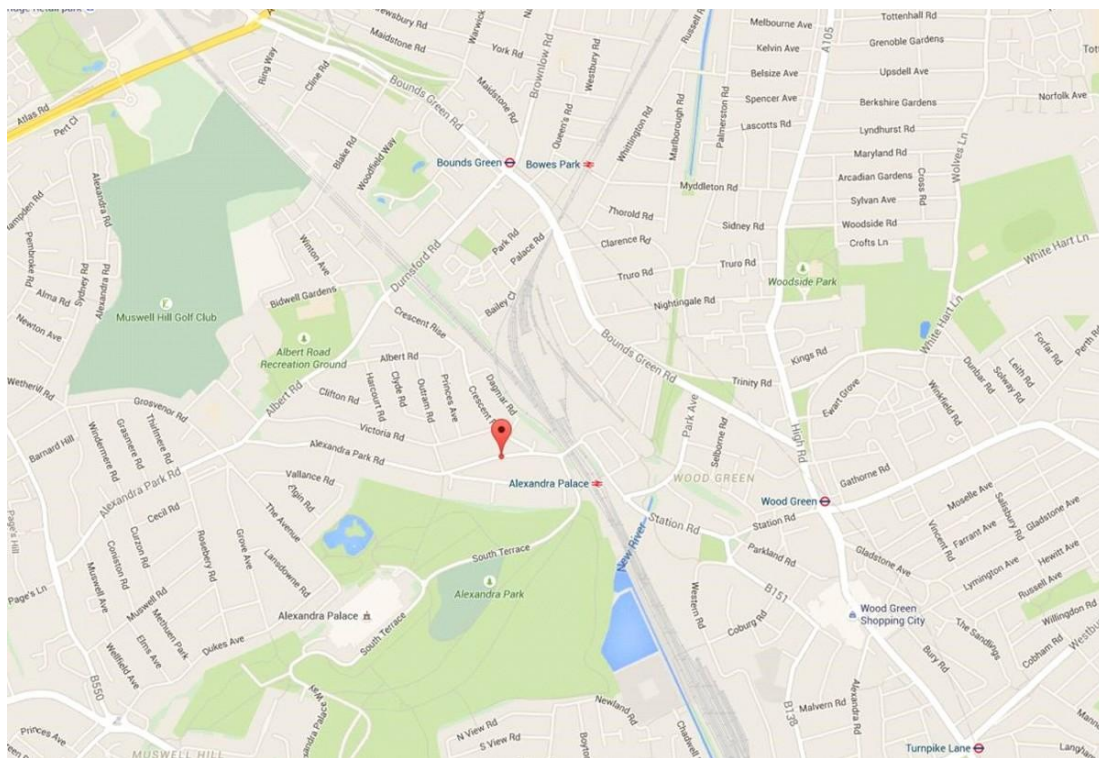 Maidstone Rd
Warwick
York Rd
Ring Way
Cline Rd
Maidstone Rd
Brownlow Rd
Queen's Rd
Westbury Rd
Russell R
Melbourne Ave
Kelvin Ave
Belsize Ave
Spencer Ave
Lascotts Rd
A105
Tottenhall Rd
Grenoble Gardens
Upsdell Ave
Berkshire Gardens
Norfolk Ave
Lyndhurst Rd
Maryland Rd
Arcadian Gardens
Sylvan Ave
Cross Rd
Woodside Rd
Crofts Ln
Wolves Ln
White Hart Ln
White Hart Ln
Atlas Rd
Pert Cl
Blake Rd
Woodfield Way
Bounds Green Rd
Bounds Green
Bowes Park
Whittington Rd
Marlborough Rd
Palmerston Rd
Myddleton Rd
Thorold Rd
Sidney Rd
Clarence Rd
Truro Rd
Truro Rd
Nightingale Rd
Woodside Park
Alexandra Rd
Pembroke Rd
Sydney Rd
Alexandra Rd
Alma Rd
Newton Ave
Muswell Hill Golf Club
Winton Ave
Bidwell Gardens
Durnsford Rd
Park Rd
Palace Rd
Bailey Cl
Crescent Rise
Albert Road
Recreation Ground
Albert Rd
Albert Rd
Clifton Rd
Harcourt Rd
Clyde Rd
Outram Rd
Princes Ave
Crescent
Dagmar Rd
Victoria Rd
Alexandra Park Rd
Bounds Green Rd
Kings Rd
Trinity Rd
Park Ave
Selborne Rd
High Rd
Ewart Grove
Winkfield Rd
Dunbar Rd
Solway Rd
Leith Rd
Forfar Rd
Perth Rd
Wetherill Rd
Grosvenor Rd
Barnard Hill
Windermere Rd
Grasmere Rd
Thirlmere Rd
Alexandra Park Rd
Vallance Rd
Elgin Rd
The Avenue
Lansdowne Rd
Grove Ave
Rosebery Rd
Cecil Rd
Curzon Rd
Coniston Rd
Muswell Rd
Muswell Ave
Methuen Park
Elms Ave
Wellfield Ave
Dukes Ave
Page's Hill
Page's Ln
B550
Alexandra Palace
WOOD GREEN
Wood Green
Gathorne Rd
Station Rd
Station Rd
New River
Parkland Rd
B151
Western Rd
Coburg Rd
Gladstone Ave
Vincent Rd
Moselle Ave
Farrant Ave
Salisbury Rd
Gladstone Ave
Hewitt Ave
Lymington Ave
Russell Ave
The Sandlings
Willingdon Rd
Cobham Rd
Wood Green
Shopping City
Bury Rd
South Terrace
Alexandra Park
Alexandra Palace
South Terrace
Palace Way
Princes Ave
MUSWELL HILL
N View Rd
S View Rd
Newland Rd
Chadwell
B138
Malvern Rd
Alexandra Rd
Turnpike Lane